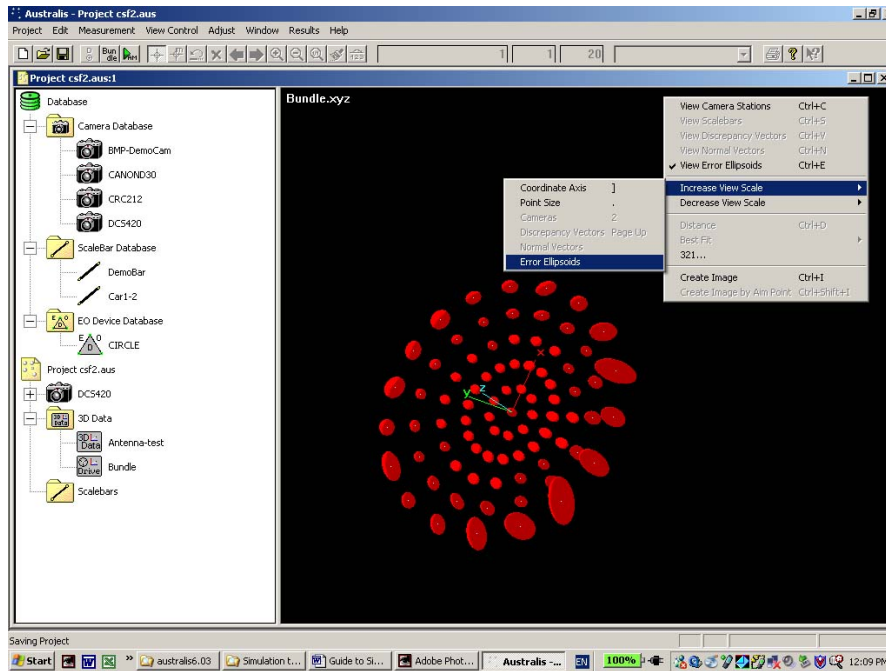 Australis - Project csf2.aus
Project Edit Measurement View Control Adjust Window Results Help
Bun dle
1 1 20
Project csf2.aus:1
Database
Camera Database
BMP-DemoCam
CANOND30
CRC212
DCS420
ScaleBar Database
DemoBar
Car1-2
EO Device Database
CIRCLE
Project csf2.aus
DCS420
3D Data
Antenna-test
Bundle
Scalebars
Bundle.xyz
View Camera Stations Ctrl+C
View Scalebars Ctrl+S
View Discrepancy Vectors Ctrl+V
View Normal Vectors Ctrl+N
View Error Ellipsoids Ctrl+E
Increase View Scale
Decrease View Scale
Distance Ctrl+D
Best Fit
321...
Create Image Ctrl+I
Create Image by Aim Point Ctrl+Shift+I
Coordinate Axis ]
Point Size .
Cameras 2
Discrepancy Vectors Page Up
Normal Vectors
Error Ellipsoids
x
y z
Saving Project
Start » australis6.03 Simulation t... Guide to Si... Adobe Phot... Australis -... EN 100% 12:09 PM